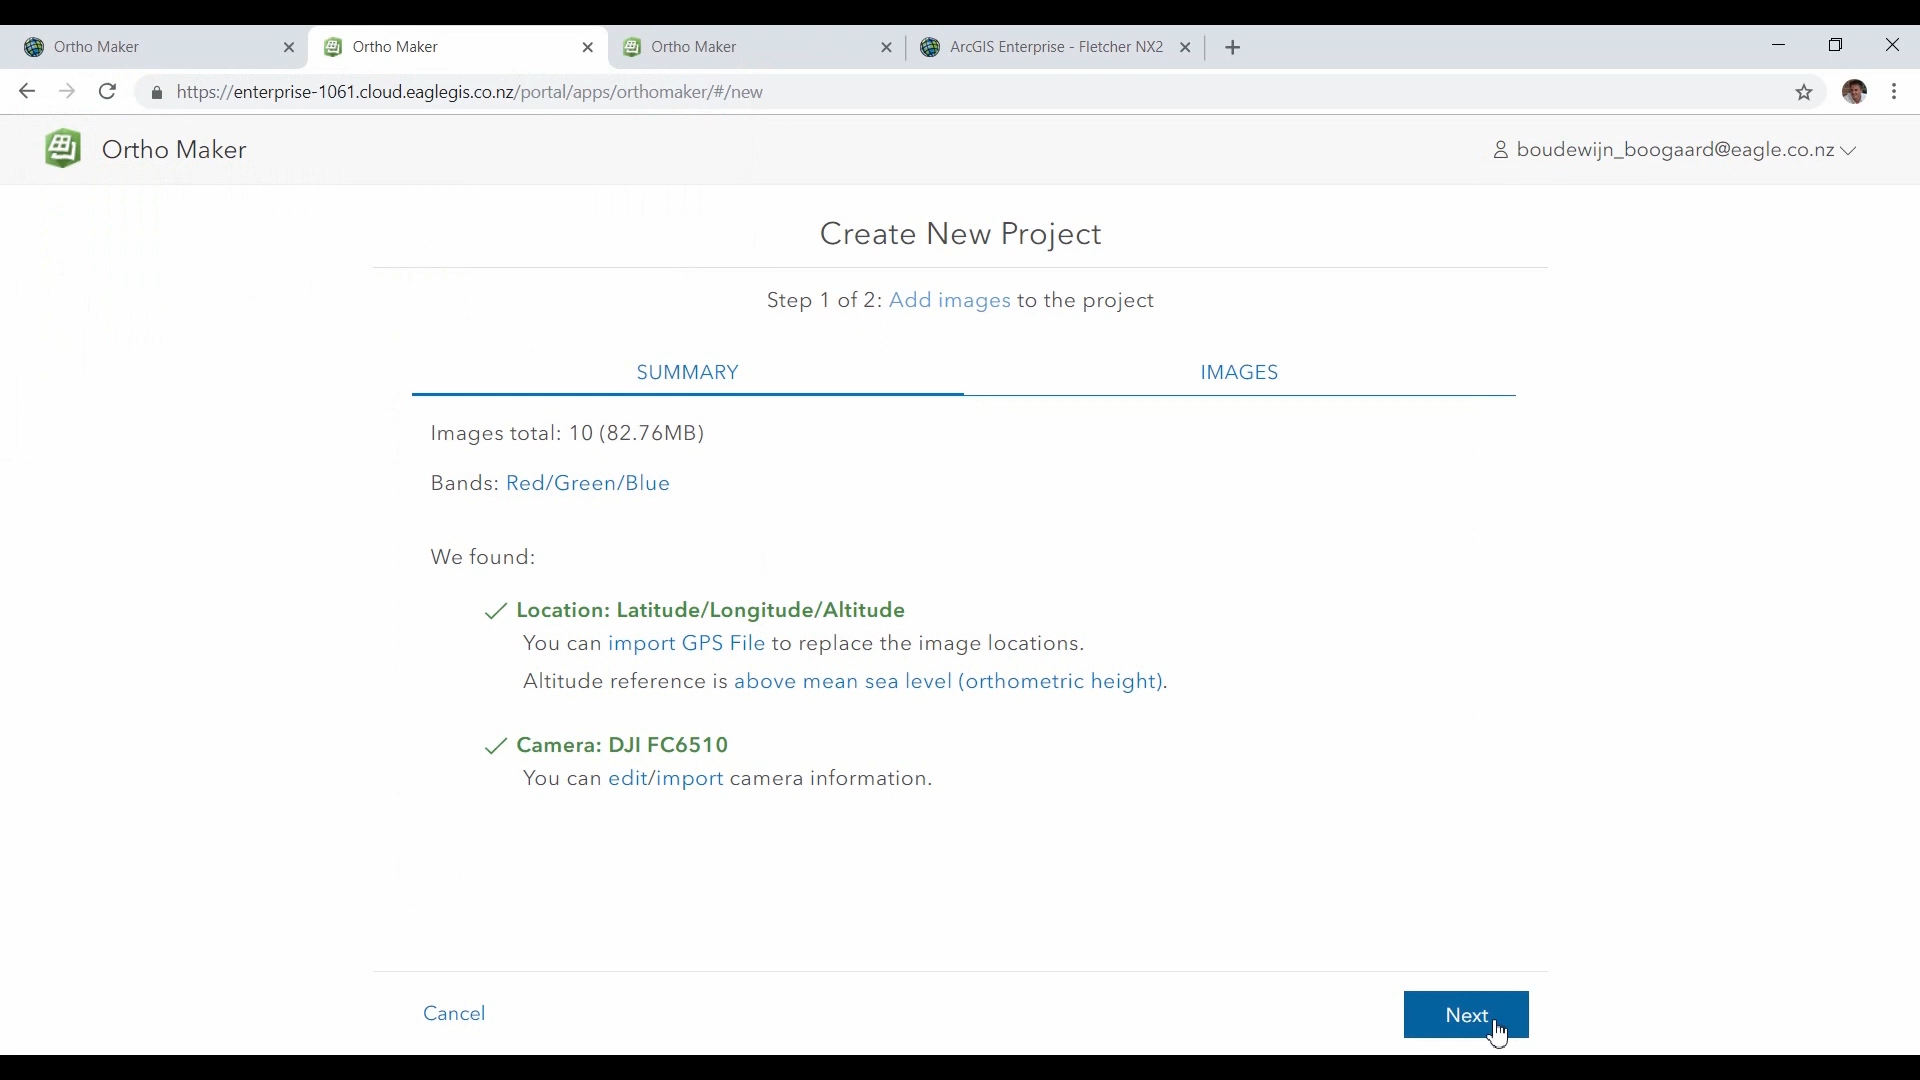 Ortho Maker
Ortho Maker
Ortho Maker
ArcGIS Enterprise - Fletcher NX2
https://enterprise-1061.cloud.eaglegis.co.nz/portal/apps/orthomaker/#/new
Ortho Maker
boudewijn_boogaard@eagle.co.nz
Create New Project
Step 1 of 2: Add images to the project
SUMMARY
IMAGES
Images total: 10 (82.76MB)
Bands: Red/Green/Blue
We found:
Location: Latitude/Longitude/Altitude
You can import GPS File to replace the image locations.
Altitude reference is above mean sea level (orthometric height).
Camera: DJI FC6510
You can edit/import camera information.
Cancel
Next